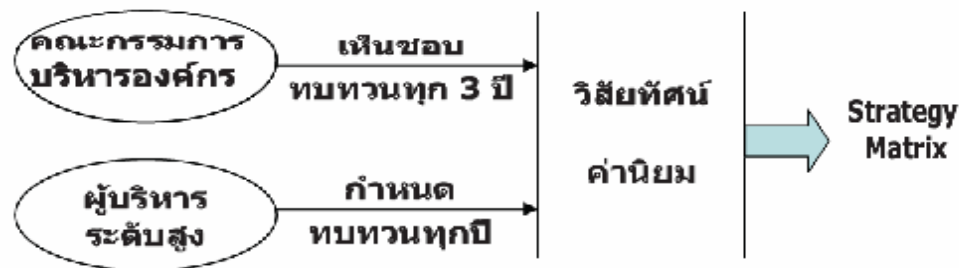 คณะกรรมการ
บริหารองค์กร
เห็นชอบ
ทบทวนทุก 3 ปี
ผู้บริหาร
ระดับสูง
กำหนด
ทบทวนทุกปี
วิสัยทัศน์
ค่านิยม
Strategy
Matrix